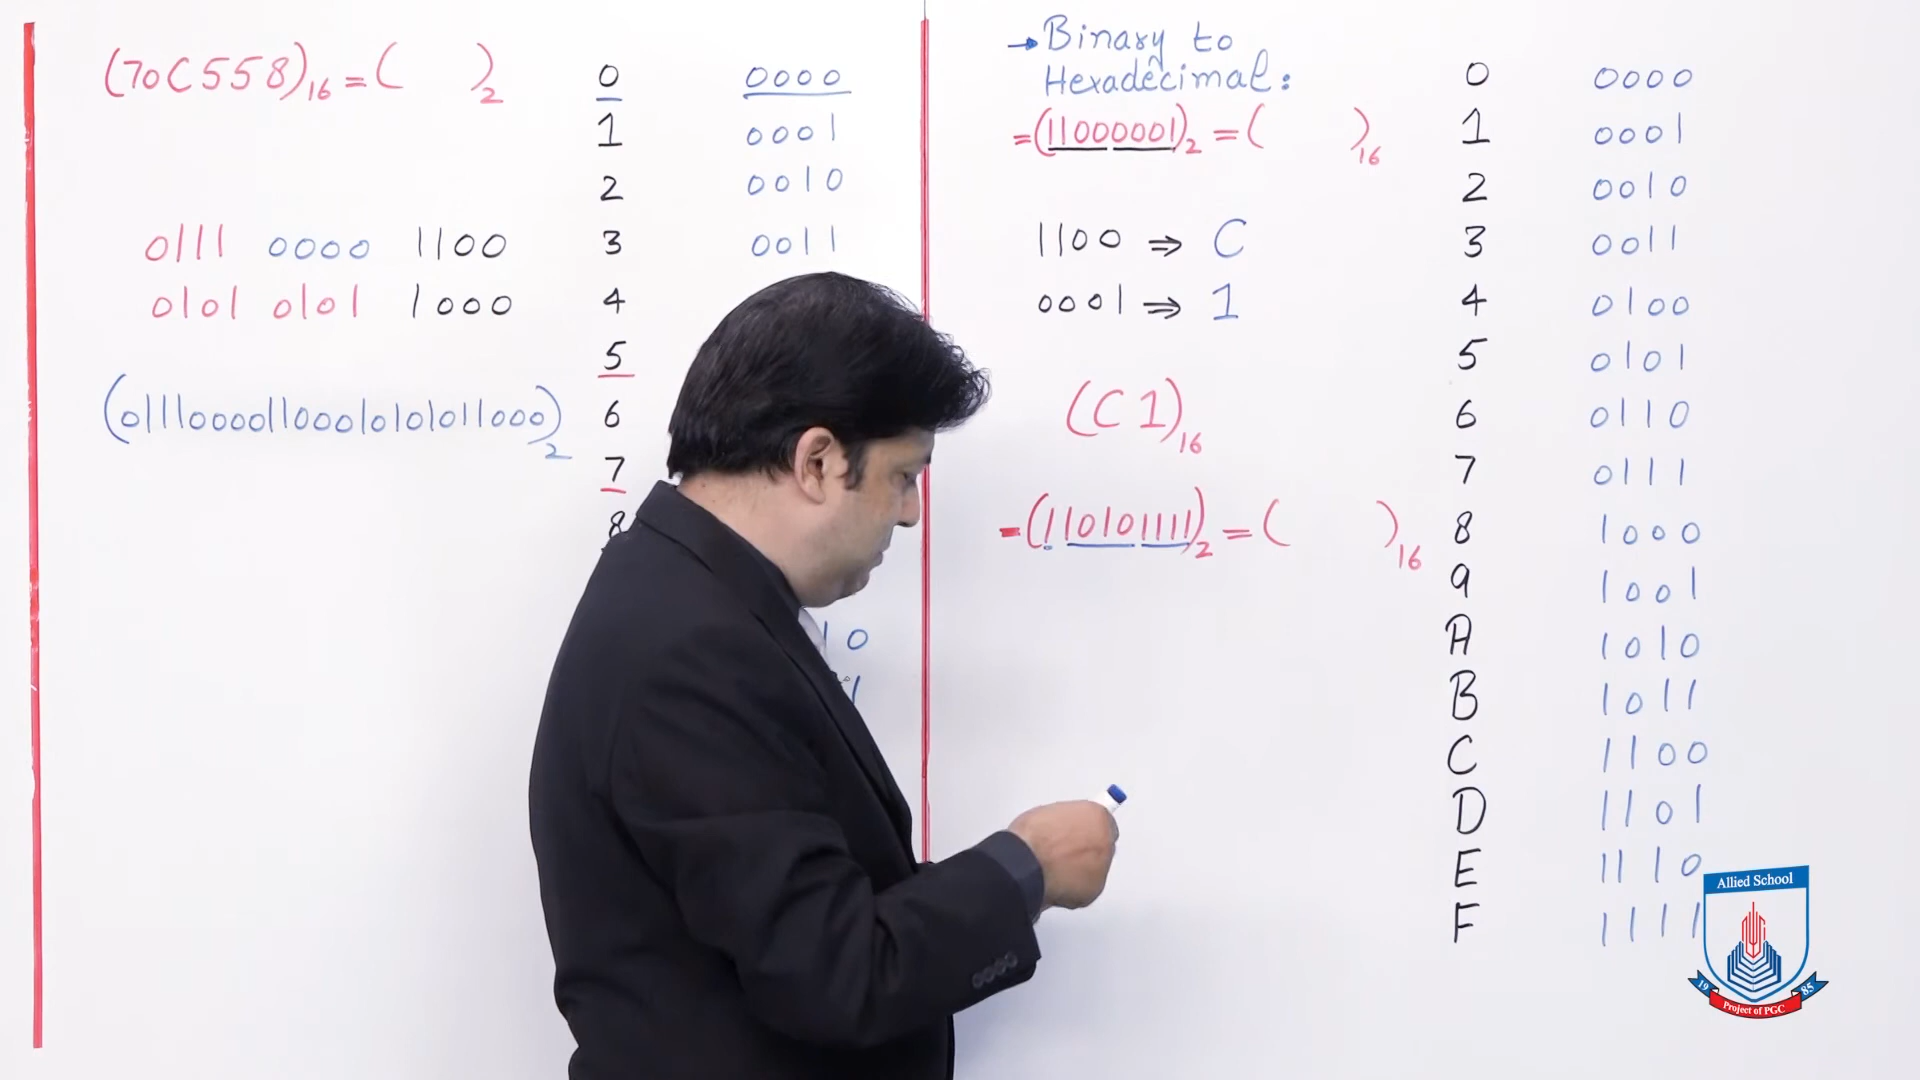 (70C558)16 = ( )2
0111 0000 1100
0101 0101 1000
(011100001100010101011000)2
0 0000
1 0001
2 0010
3 0011
4
5
6
7
8
10
1
→ Binary to
Hexadecimal:
=(11000001)2 = ( )16
1100 ⇒ C
0001 ⇒ 1
(C1)16
-(110101111)2 = ( )16
0 0000
1 0001
2 0010
3 0011
4 0100
5 0101
6 0110
7 0111
8 1000
9 1001
A 1010
B 1011
C 1100
D 1101
E 1110
F 1111
Allied School
19 85
Project of PGC